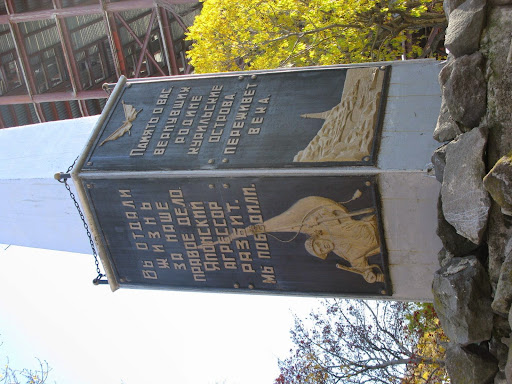 Память о вас
вернувших
родине
Курильские
острова,
переживет
века.
Вы отдали
жизнь
за наше
правое дело.
Японский
агрессор
разбит.
Мы победили.